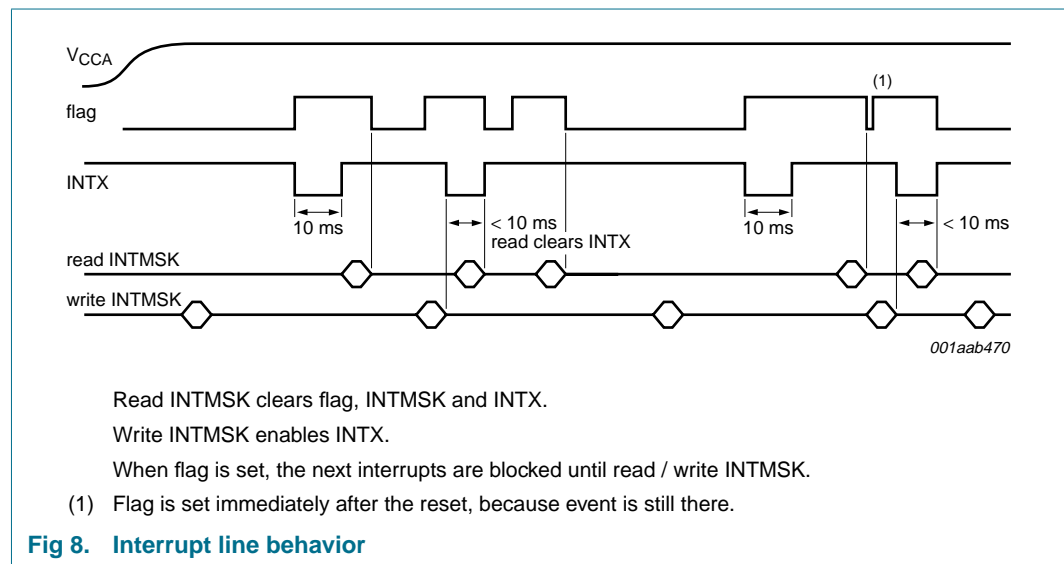 V_CCA
(1)
flag
INTX
10 ms
< 10 ms
read clears INTX
10 ms
< 10 ms
read INTMSK
write INTMSK
001aab470
Read INTMSK clears flag, INTMSK and INTX.
Write INTMSK enables INTX.
When flag is set, the next interrupts are blocked until read / write INTMSK.
(1) Flag is set immediately after the reset, because event is still there.
Fig 8. Interrupt line behavior